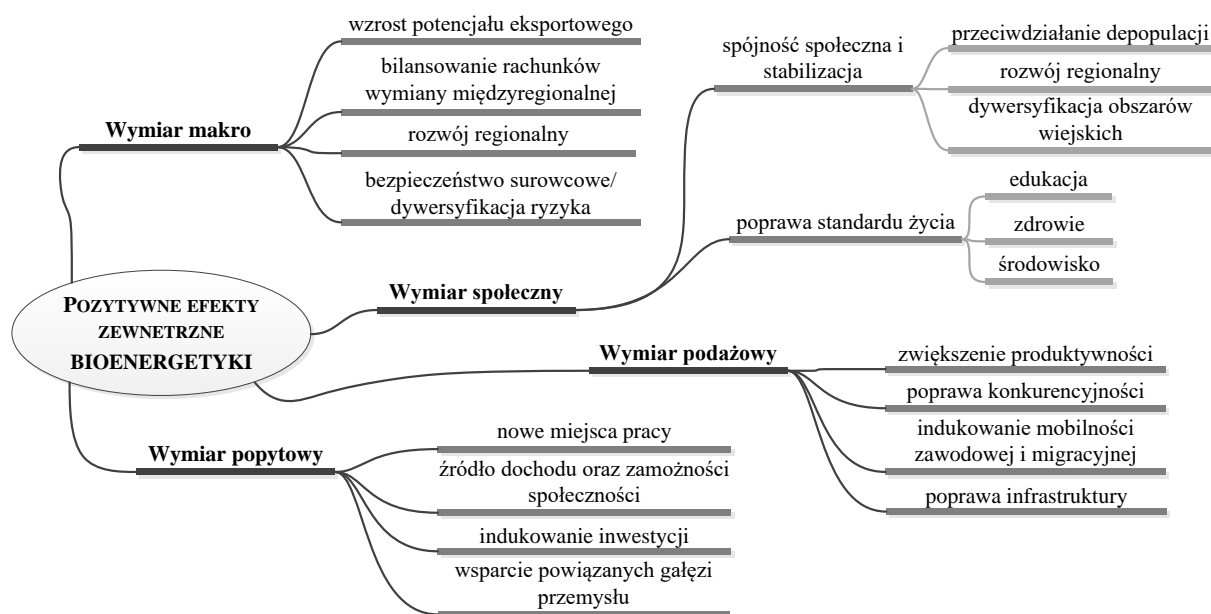 POZYTYWNE EFEKTY
ZEWNETRZNE
BIOENERGETYKI
Wymiar makro
wzrost potencjału eksportowego
bilansowanie rachunków
wymiany międzyregionalnej
rozwój regionalny
bezpieczeństwo surowcowe/
dywersyfikacja ryzyka
Wymiar społeczny
spójność społeczna i
stabilizacja
przeciwdziałanie depopulacji
rozwój regionalny
dywersyfikacja obszarów
wiejskich
poprawa standardu życia
edukacja
zdrowie
środowisko
Wymiar podażowy
zwiększenie produktywności
poprawa konkurencyjności
indukowanie mobilności
zawodowej i migracyjnej
poprawa infrastruktury
Wymiar popytowy
nowe miejsca pracy
źródło dochodu oraz zamożności
społeczności
indukowanie inwestycji
wsparcie powiązanych gałęzi
przemysłu